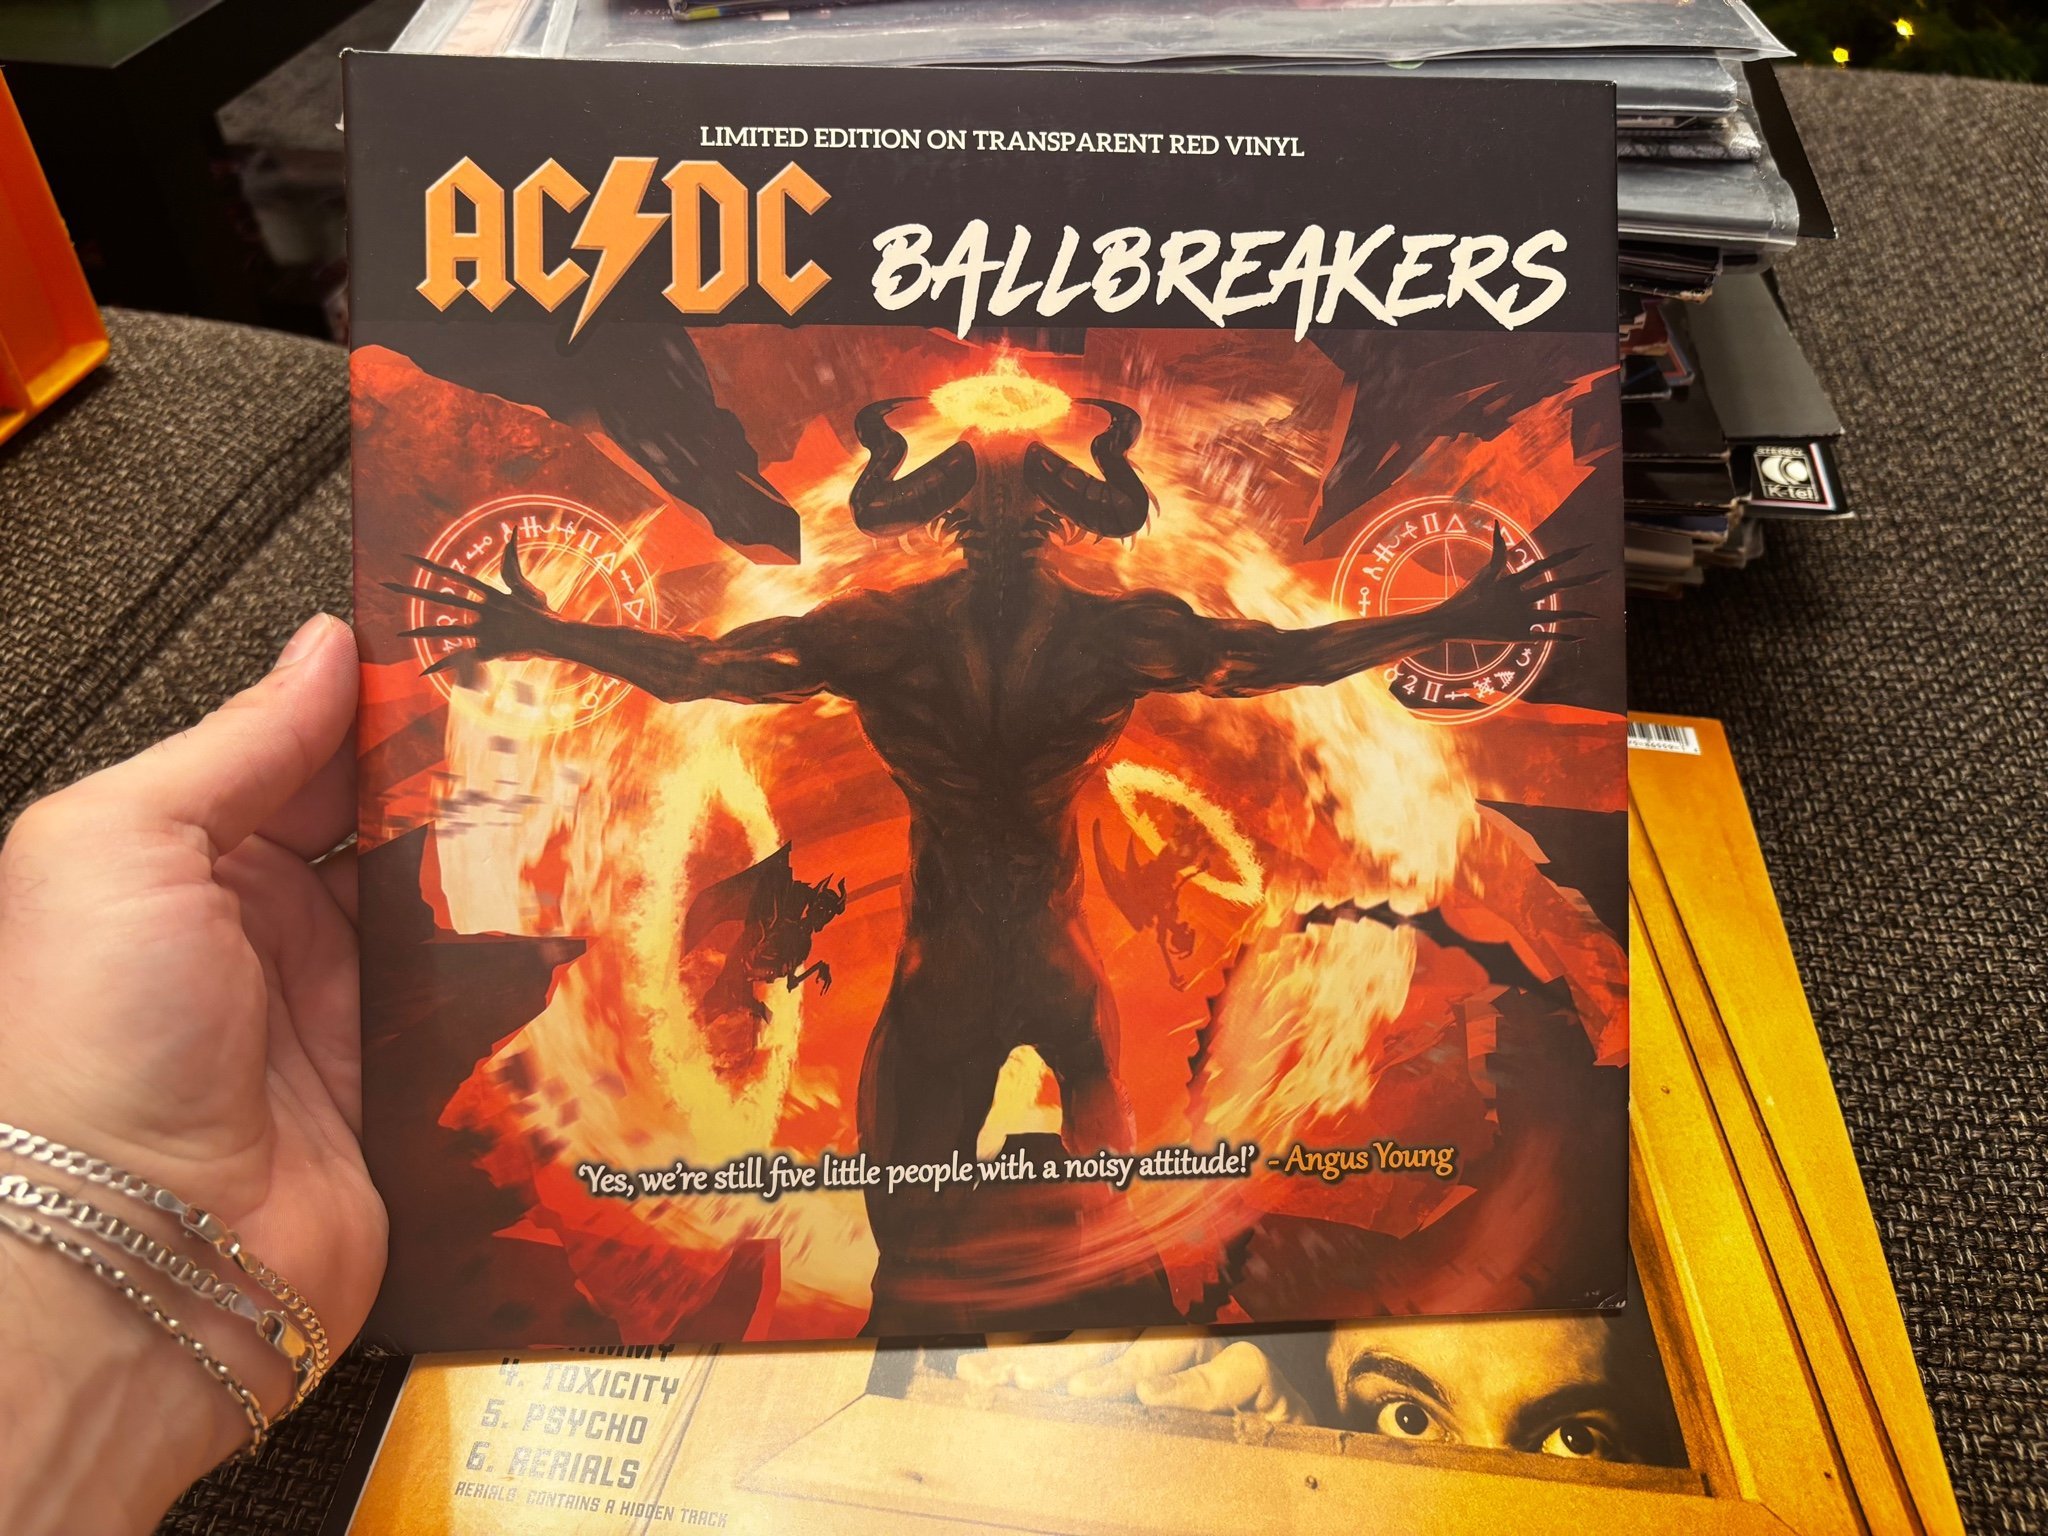 LIMITED EDITION ON TRANSPARENT RED VINYL
AC/DC BALLBREAKERS
STEREO
K-tel
'Yes, we're still five little people with a noisy attitude!' - Angus Young
4. TOXICITY
5. PSYCHO
6. AERIALS
AERIALS CONTAINS A HIDDEN TRACK